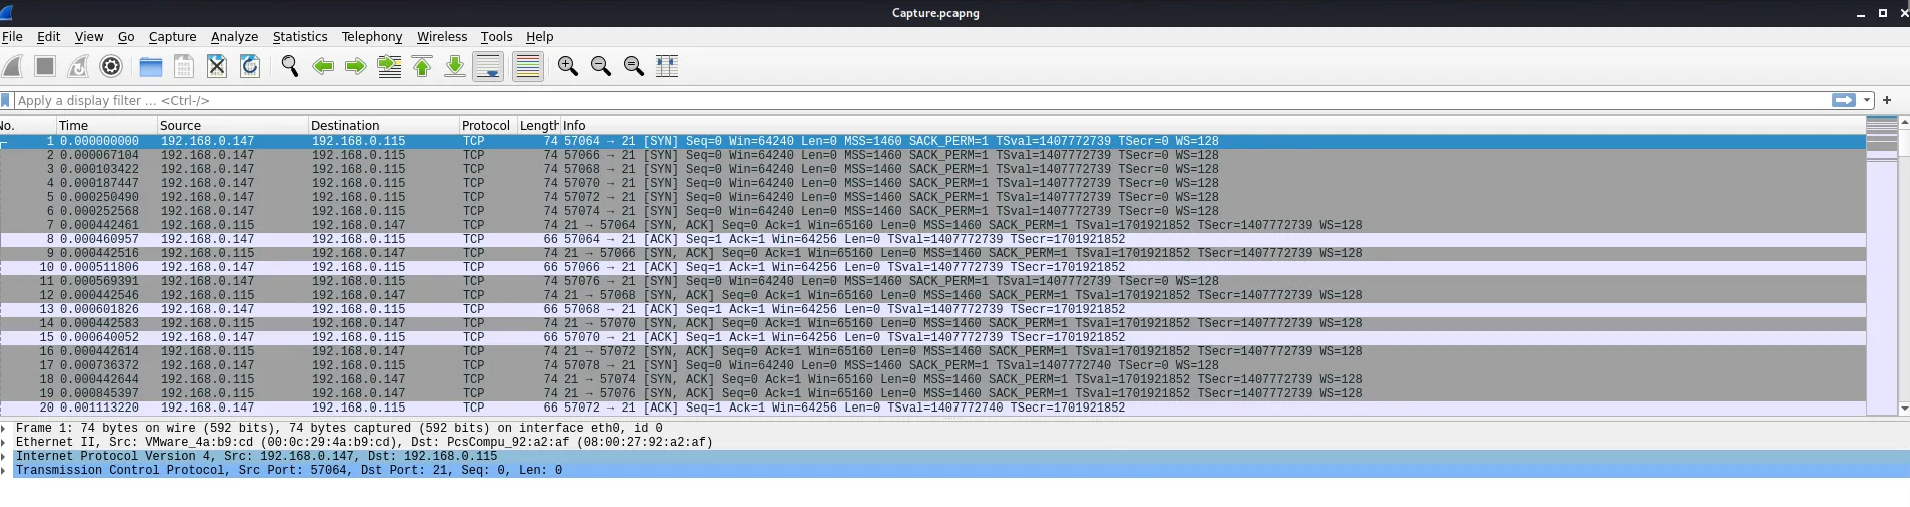 Capture.pcapng
File Edit View Go Capture Analyze Statistics Telephony Wireless Tools Help
Apply a display filter ... <Ctrl-/>
No. Time Source Destination Protocol Length Info
1 0.000000000 192.168.0.147 192.168.0.115 TCP 74 57064 → 21 [SYN] Seq=0 Win=64240 Len=0 MSS=1460 SACK_PERM=1 TSval=1407772739 TSecr=0 WS=128
2 0.000067104 192.168.0.147 192.168.0.115 TCP 74 57066 → 21 [SYN] Seq=0 Win=64240 Len=0 MSS=1460 SACK_PERM=1 TSval=1407772739 TSecr=0 WS=128
3 0.000103422 192.168.0.147 192.168.0.115 TCP 74 57068 → 21 [SYN] Seq=0 Win=64240 Len=0 MSS=1460 SACK_PERM=1 TSval=1407772739 TSecr=0 WS=128
4 0.000187447 192.168.0.147 192.168.0.115 TCP 74 57070 → 21 [SYN] Seq=0 Win=64240 Len=0 MSS=1460 SACK_PERM=1 TSval=1407772739 TSecr=0 WS=128
5 0.000250490 192.168.0.147 192.168.0.115 TCP 74 57072 → 21 [SYN] Seq=0 Win=64240 Len=0 MSS=1460 SACK_PERM=1 TSval=1407772739 TSecr=0 WS=128
6 0.000252568 192.168.0.147 192.168.0.115 TCP 74 57074 → 21 [SYN] Seq=0 Win=64240 Len=0 MSS=1460 SACK_PERM=1 TSval=1407772739 TSecr=0 WS=128
7 0.000442461 192.168.0.115 192.168.0.147 TCP 74 21 → 57064 [SYN, ACK] Seq=0 Ack=1 Win=65160 Len=0 MSS=1460 SACK_PERM=1 TSval=1701921852 TSecr=1407772739 WS=128
8 0.000460957 192.168.0.147 192.168.0.115 TCP 66 57064 → 21 [ACK] Seq=1 Ack=1 Win=64256 Len=0 TSval=1407772739 TSecr=1701921852
9 0.000442516 192.168.0.115 192.168.0.147 TCP 74 21 → 57066 [SYN, ACK] Seq=0 Ack=1 Win=65160 Len=0 MSS=1460 SACK_PERM=1 TSval=1701921852 TSecr=1407772739 WS=128
10 0.000511806 192.168.0.147 192.168.0.115 TCP 66 57066 → 21 [ACK] Seq=1 Ack=1 Win=64256 Len=0 TSval=1407772739 TSecr=1701921852
11 0.000569391 192.168.0.147 192.168.0.115 TCP 74 57076 → 21 [SYN] Seq=0 Win=64240 Len=0 MSS=1460 SACK_PERM=1 TSval=1407772739 TSecr=0 WS=128
12 0.000442546 192.168.0.115 192.168.0.147 TCP 74 21 → 57068 [SYN, ACK] Seq=0 Ack=1 Win=65160 Len=0 MSS=1460 SACK_PERM=1 TSval=1701921852 TSecr=1407772739 WS=128
13 0.000601826 192.168.0.147 192.168.0.115 TCP 66 57068 → 21 [ACK] Seq=1 Ack=1 Win=64256 Len=0 TSval=1407772739 TSecr=1701921852
14 0.000442583 192.168.0.115 192.168.0.147 TCP 74 21 → 57070 [SYN, ACK] Seq=0 Ack=1 Win=65160 Len=0 MSS=1460 SACK_PERM=1 TSval=1701921852 TSecr=1407772739 WS=128
15 0.000640052 192.168.0.147 192.168.0.115 TCP 66 57070 → 21 [ACK] Seq=1 Ack=1 Win=64256 Len=0 TSval=1407772739 TSecr=1701921852
16 0.000442614 192.168.0.115 192.168.0.147 TCP 74 21 → 57072 [SYN, ACK] Seq=0 Ack=1 Win=65160 Len=0 MSS=1460 SACK_PERM=1 TSval=1701921852 TSecr=1407772739 WS=128
17 0.000736372 192.168.0.147 192.168.0.115 TCP 74 57078 → 21 [SYN] Seq=0 Win=64240 Len=0 MSS=1460 SACK_PERM=1 TSval=1407772740 TSecr=0 WS=128
18 0.000442644 192.168.0.115 192.168.0.147 TCP 74 21 → 57074 [SYN, ACK] Seq=0 Ack=1 Win=65160 Len=0 MSS=1460 SACK_PERM=1 TSval=1701921852 TSecr=1407772739 WS=128
19 0.000845397 192.168.0.115 192.168.0.147 TCP 74 21 → 57076 [SYN, ACK] Seq=0 Ack=1 Win=65160 Len=0 MSS=1460 SACK_PERM=1 TSval=1701921852 TSecr=1407772739 WS=128
20 0.001113220 192.168.0.147 192.168.0.115 TCP 66 57072 → 21 [ACK] Seq=1 Ack=1 Win=64256 Len=0 TSval=1407772740 TSecr=1701921852
Frame 1: 74 bytes on wire (592 bits), 74 bytes captured (592 bits) on interface eth0, id 0
Ethernet II, Src: VMware_4a:b9:cd (00:0c:29:4a:b9:cd), Dst: PcsCompu_92:a2:af (08:00:27:92:a2:af)
Internet Protocol Version 4, Src: 192.168.0.147, Dst: 192.168.0.115
Transmission Control Protocol, Src Port: 57064, Dst Port: 21, Seq: 0, Len: 0